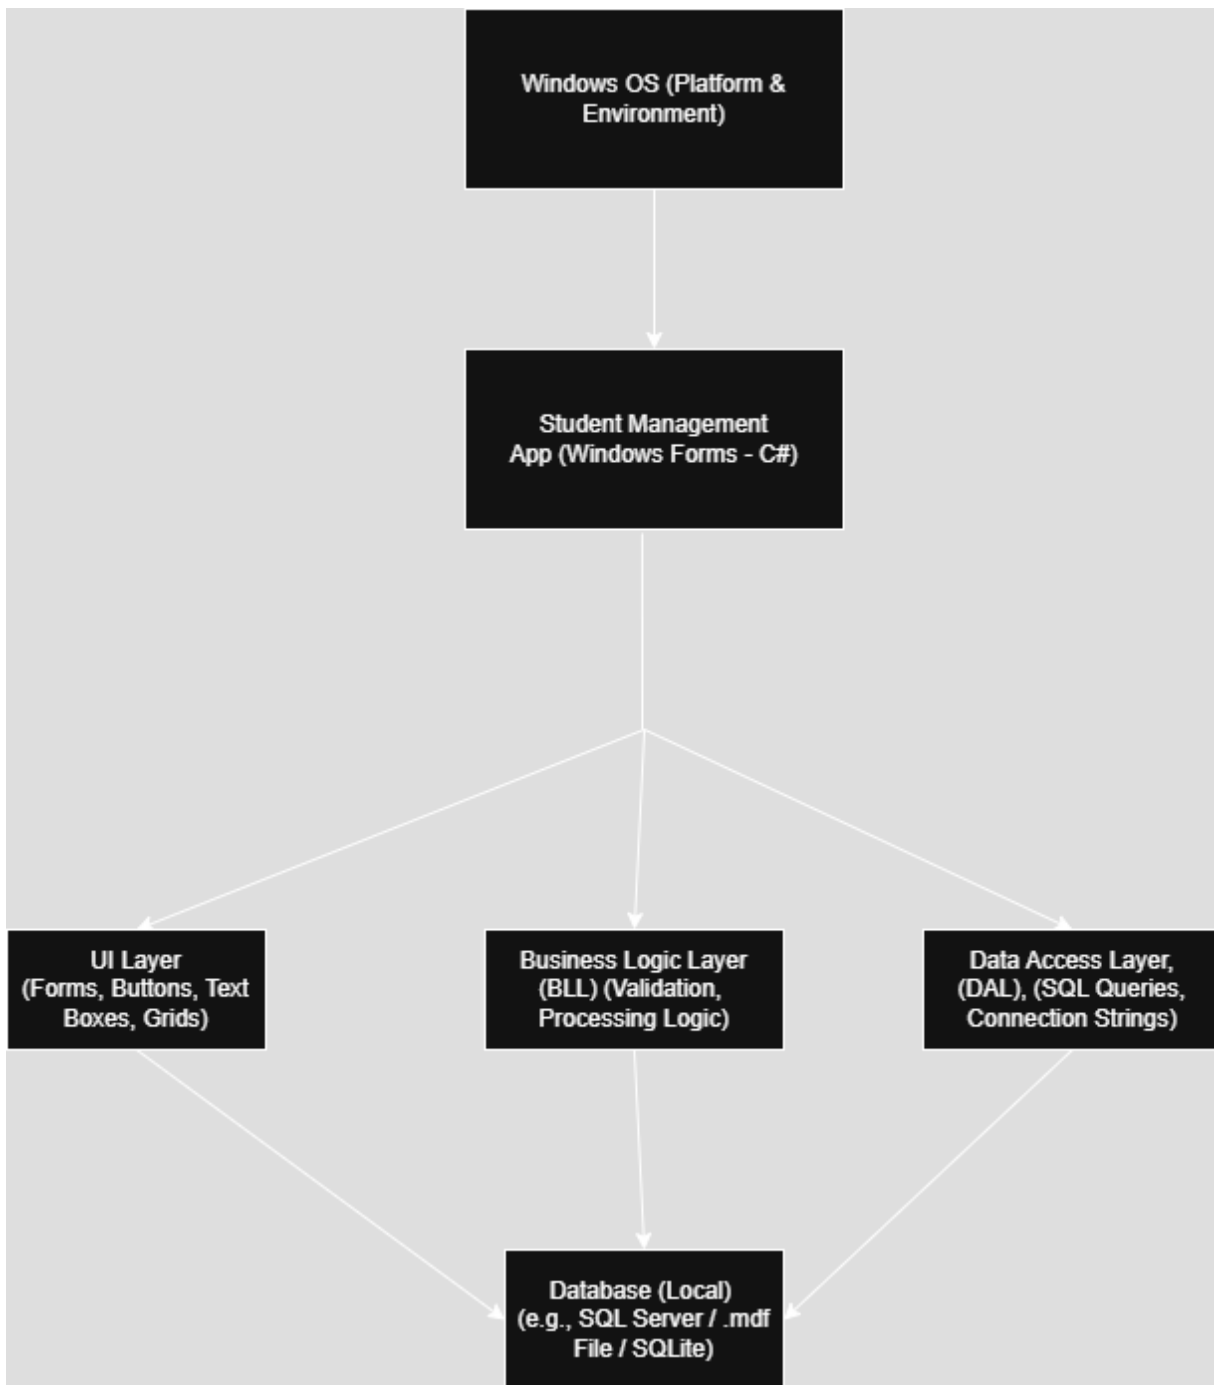 Windows OS (Platform &
Environment)
Student Management
App (Windows Forms - C#)
UI Layer
(Forms, Buttons, Text
Boxes, Grids)
Business Logic Layer
(BLL) (Validation,
Processing Logic)
Data Access Layer,
(DAL), (SQL Queries,
Connection Strings)
Database (Local)
(e.g., SQL Server / .mdf
File / SQLite)